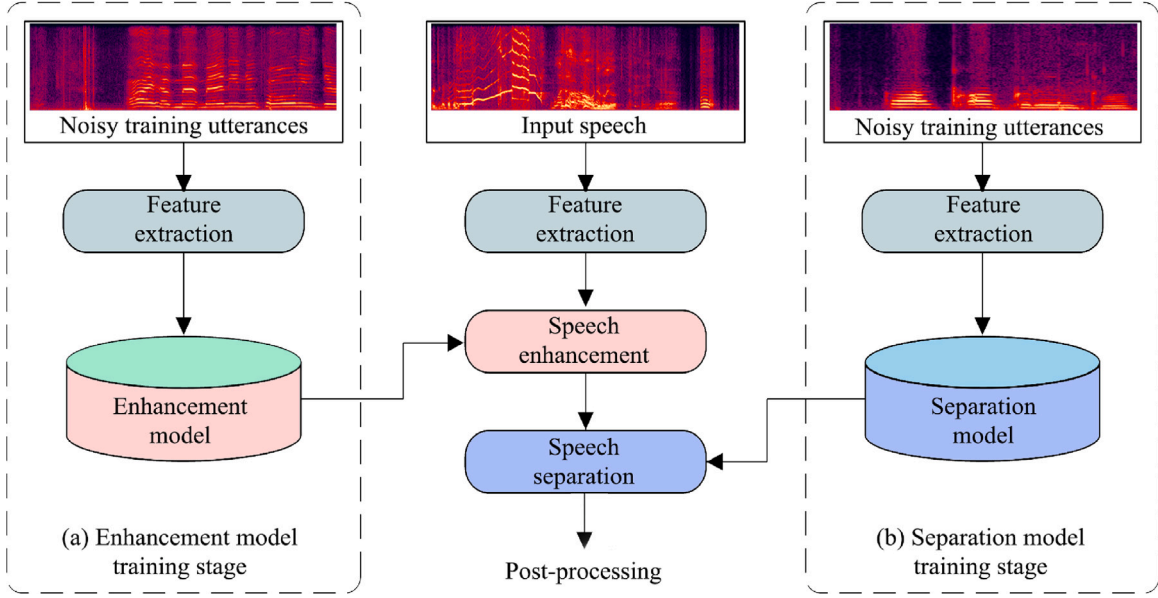 Noisy training utterances
Feature
extraction
Enhancement
model
(a) Enhancement model
training stage
Input speech
Feature
extraction
Speech
enhancement
Speech
separation
Post-processing
Noisy training utterances
Feature
extraction
Separation
model
(b) Separation model
training stage